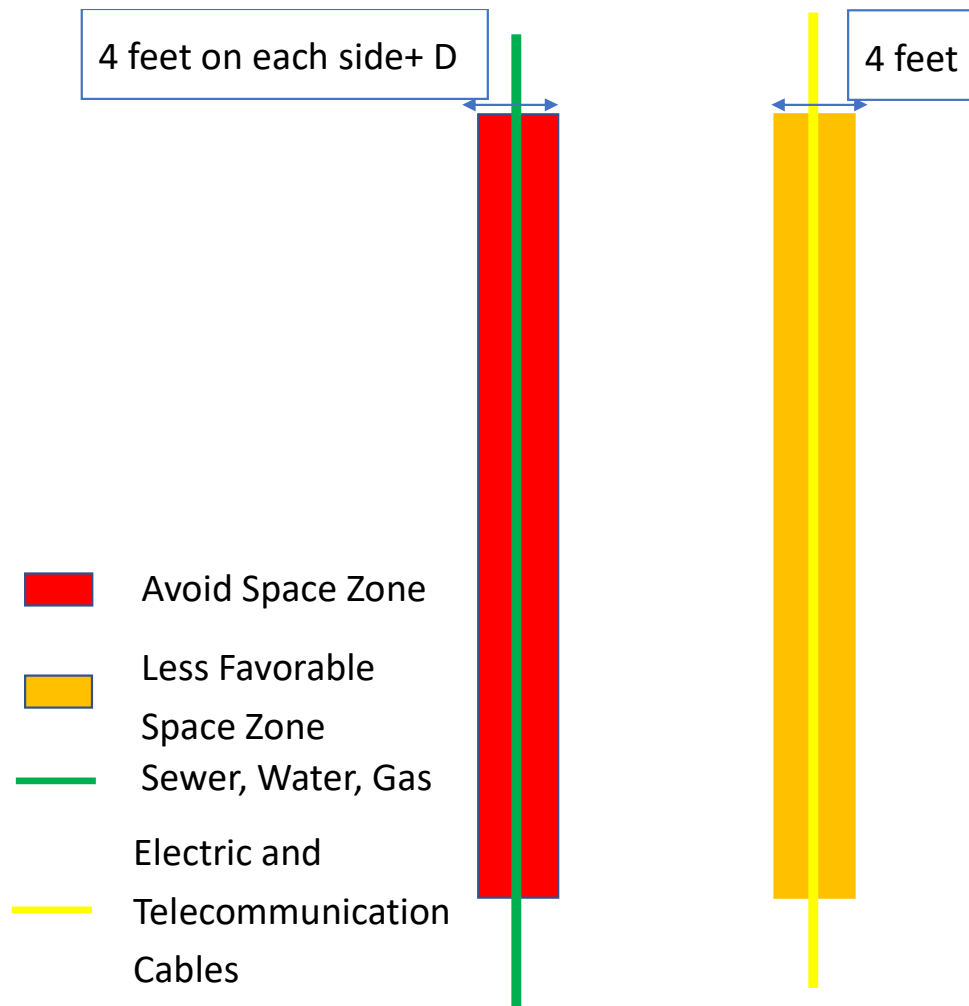 4 feet on each side+ D
4 feet
Avoid Space Zone
Less Favorable
Space Zone
Sewer, Water, Gas
Electric and
Telecommunication
Cables